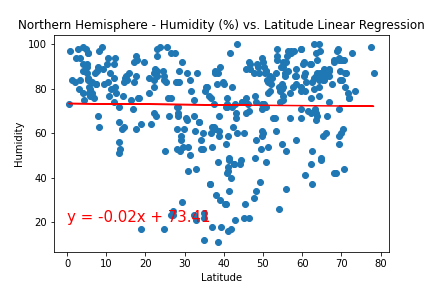 Northern Hemisphere - Humidity (%) vs. Latitude Linear Regression
100
80
60
40
20
Humidity
y = -0.02x + 73.41
0 10 20 30 40 50 60 70 80
Latitude